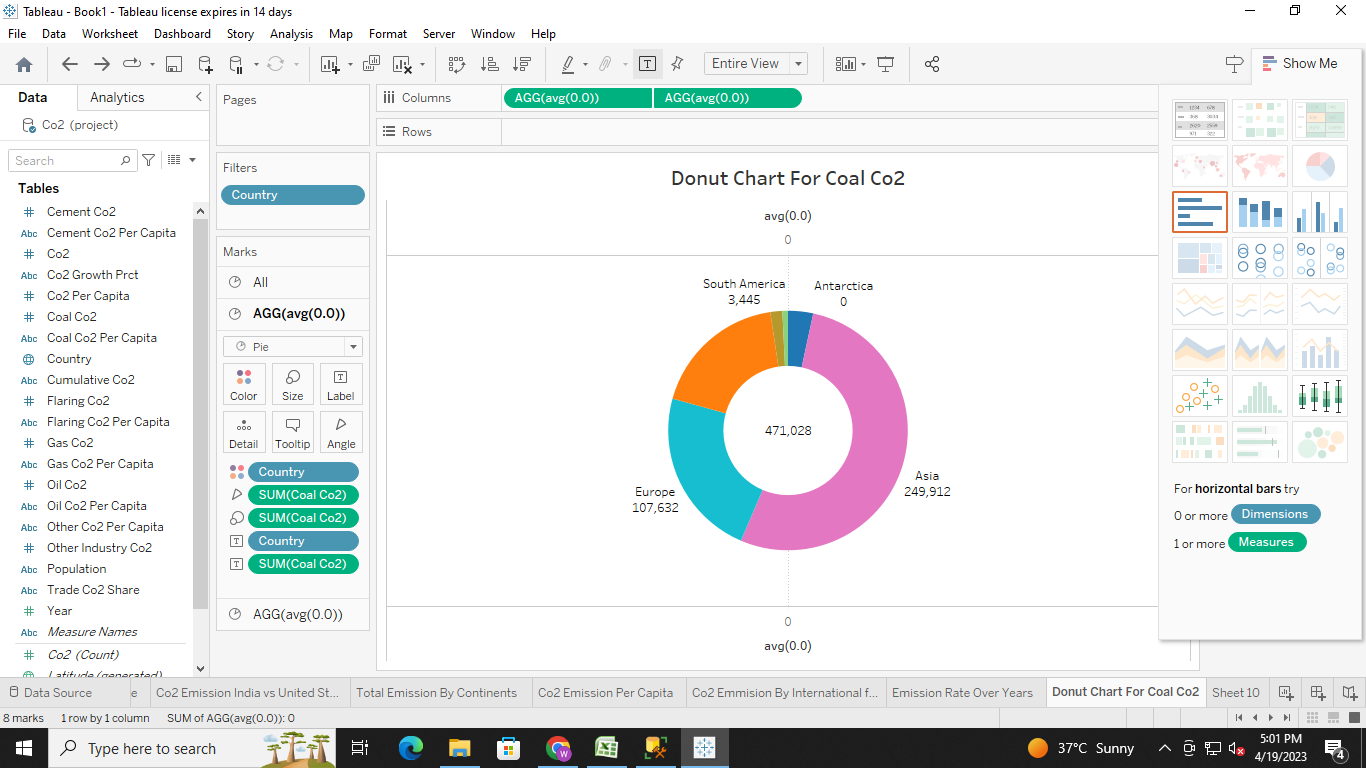 Tableau - Book1 - Tableau license expires in 14 days
File Data Worksheet Dashboard Story Analysis Map Format Server Window Help
Entire View
Show Me
Data Analytics
Co2 (project)
Search
Tables
Cement Co2
Abc Cement Co2 Per Capita
Co2
Abc Co2 Growth Prct
Co2 Per Capita
Coal Co2
Abc Coal Co2 Per Capita
Country
Abc Cumulative Co2
Flaring Co2
Abc Flaring Co2 Per Capita
Gas Co2
Abc Gas Co2 Per Capita
Oil Co2
Abc Oil Co2 Per Capita
Abc Other Co2 Per Capita
Other Industry Co2
Abc Population
Abc Trade Co2 Share
Year
Abc Measure Names
Co2 (Count)
Latitude (generated)
Pages
Filters
Country
Marks
All
AGG(avg(0.0))
Pie
Color Size Label
Detail Tooltip Angle
Country
SUM(Coal Co2)
SUM(Coal Co2)
Country
SUM(Coal Co2)
AGG(avg(0.0))
Columns AGG(avg(0.0)) AGG(avg(0.0))
Rows
Donut Chart For Coal Co2
avg(0.0)
0
South America
3,445
Antarctica
0
471,028
Asia
249,912
Europe
107,632
0
avg(0.0)
For horizontal bars try
0 or more Dimensions
1 or more Measures
Data Source e Co2 Emission India vs United St... Total Emission By Continents Co2 Emission Per Capita Co2 Emmision By International f... Emission Rate Over Years Donut Chart For Coal Co2 Sheet 10
8 marks 1 row by 1 column SUM of AGG(avg(0.0)): 0
Type here to search
37°C Sunny
5:01 PM
4/19/2023
4